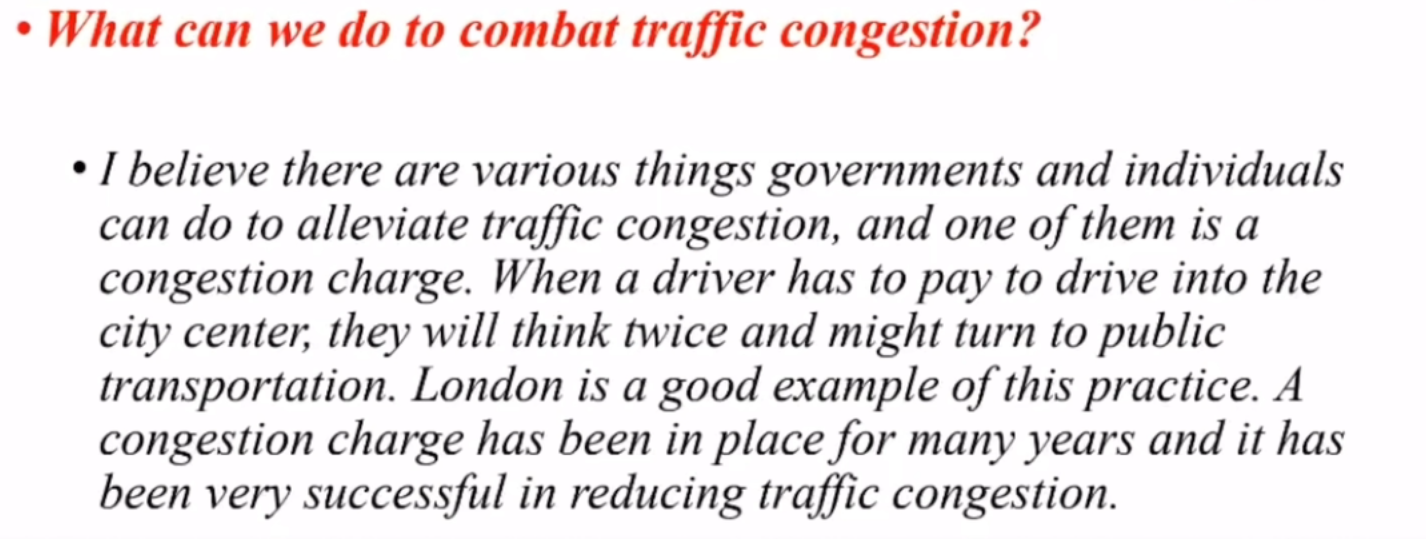 • What can we do to combat traffic congestion?
• I believe there are various things governments and individuals
can do to alleviate traffic congestion, and one of them is a
congestion charge. When a driver has to pay to drive into the
city center, they will think twice and might turn to public
transportation. London is a good example of this practice. A
congestion charge has been in place for many years and it has
been very successful in reducing traffic congestion.